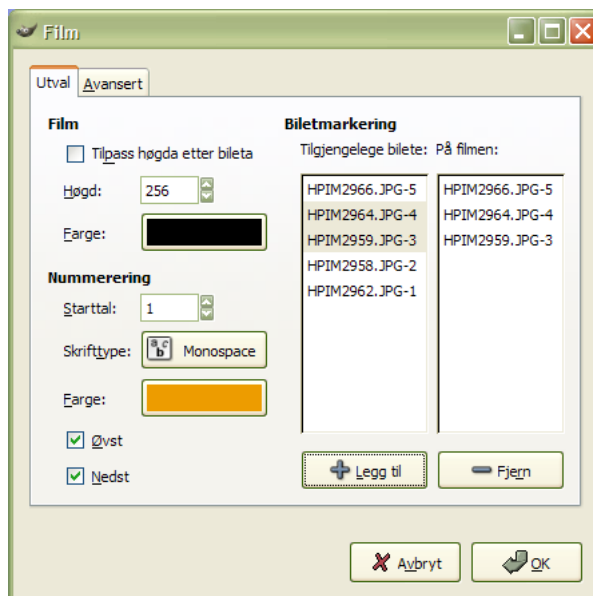 Film
Utval Avansert
Film
Tilpass høgda etter bileta
Høgd: 256
Farge:
Nummerering
Starttal: 1
Skrifttype: Monospace
Farge:
Øvst
Nedst
Biletmarkering
Tilgjengelege bilete: På filmen:
HPIM2966.JPG-5 HPIM2966.JPG-5
HPIM2964.JPG-4 HPIM2964.JPG-4
HPIM2959.JPG-3 HPIM2959.JPG-3
HPIM2958.JPG-2
HPIM2962.JPG-1
Legg til Fjern
Avbryt OK